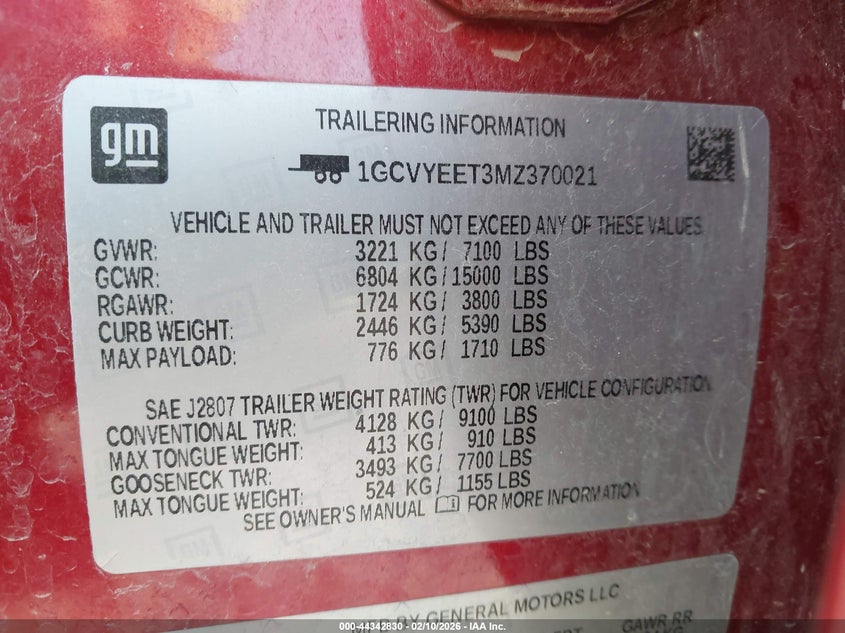 gm
TRAILERING INFORMATION
1GCVYEET3MZ370021
VEHICLE AND TRAILER MUST NOT EXCEED ANY OF THESE VALUES
GVWR: 3221 KG/ 7100 LBS
GCWR: 6804 KG/15000 LBS
RGAWR: 1724 KG/ 3800 LBS
CURB WEIGHT: 2446 KG/ 5390 LBS
MAX PAYLOAD: 776 KG/ 1710 LBS
SAE J2807 TRAILER WEIGHT RATING (TWR) FOR VEHICLE CONFIGURATION
CONVENTIONAL TWR: 4128 KG/ 9100 LBS
MAX TONGUE WEIGHT: 413 KG/ 910 LBS
GOOSENECK TWR: 3493 KG/ 7700 LBS
MAX TONGUE WEIGHT: 524 KG/ 1155 LBS
SEE OWNER'S MANUAL FOR MORE INFORMATION
BY GENERAL MOTORS LLC
GAWR RR
000-44342830 - 02/10/2026 - IAA Inc.